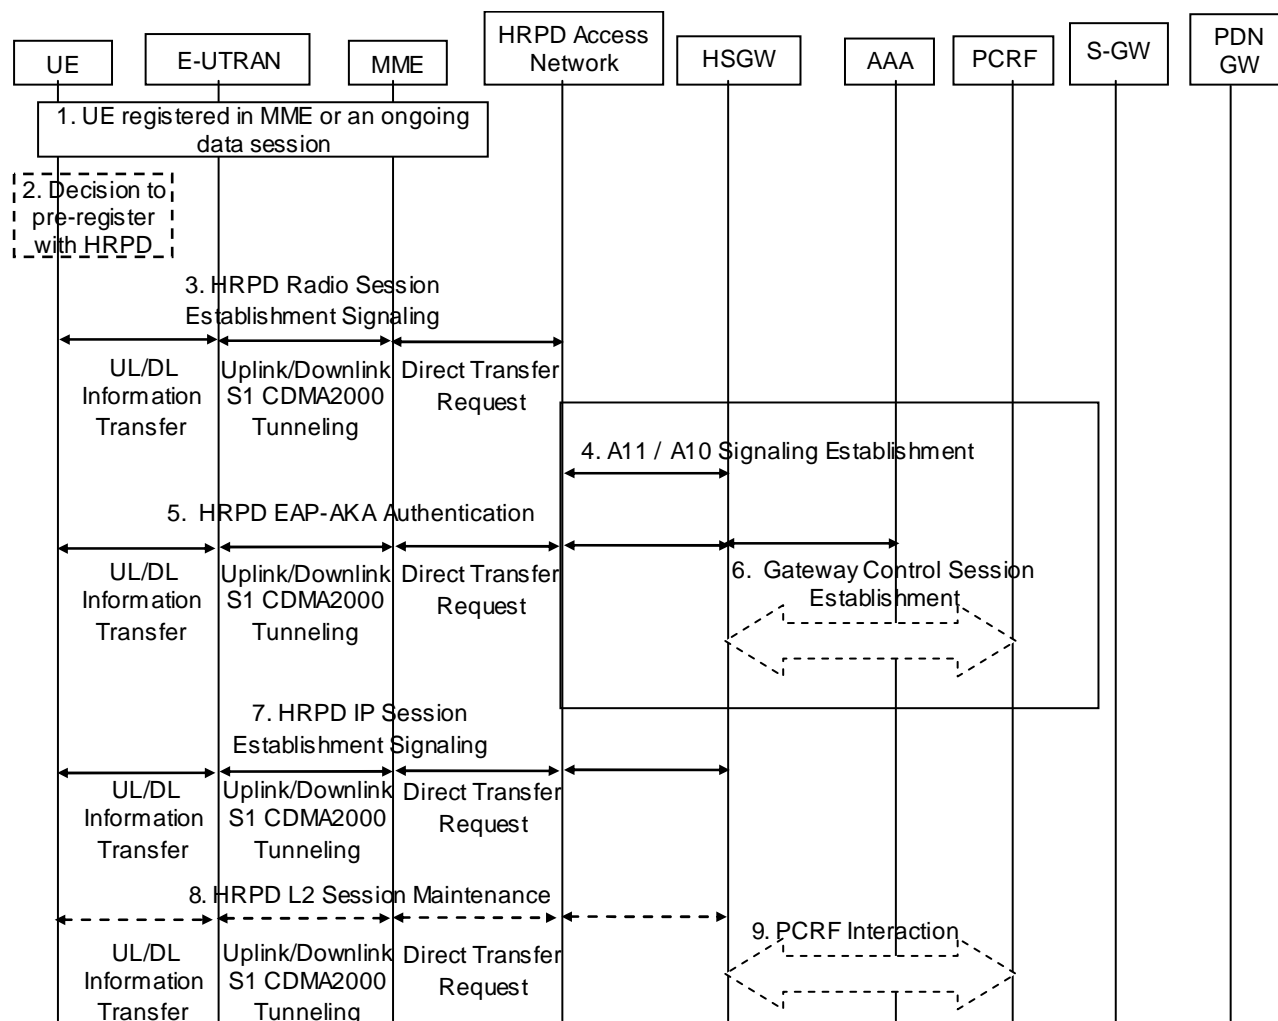 UE
E-UTRAN
MME
HRPD Access
Network
HSGW
AAA
PCRF
S-GW
PDN
GW
1. UE registered in MME or an ongoing
data session
2. Decision to
pre-register
with HRPD
3. HRPD Radio Session
Establishment Signaling
UL/DL
Information
Transfer
Uplink/Downlink
S1 CDMA2000
Tunneling
Direct Transfer
Request
4. A11 / A10 Signaling Establishment
5. HRPD EAP-AKA Authentication
UL/DL
Information
Transfer
Uplink/Downlink
S1 CDMA2000
Tunneling
Direct Transfer
Request
6. Gateway Control Session
Establishment
7. HRPD IP Session
Establishment Signaling
UL/DL
Information
Transfer
Uplink/Downlink
S1 CDMA2000
Tunneling
Direct Transfer
Request
8. HRPD L2 Session Maintenance
UL/DL
Information
Transfer
Uplink/Downlink
S1 CDMA2000
Tunneling
Direct Transfer
Request
9. PCRF Interaction